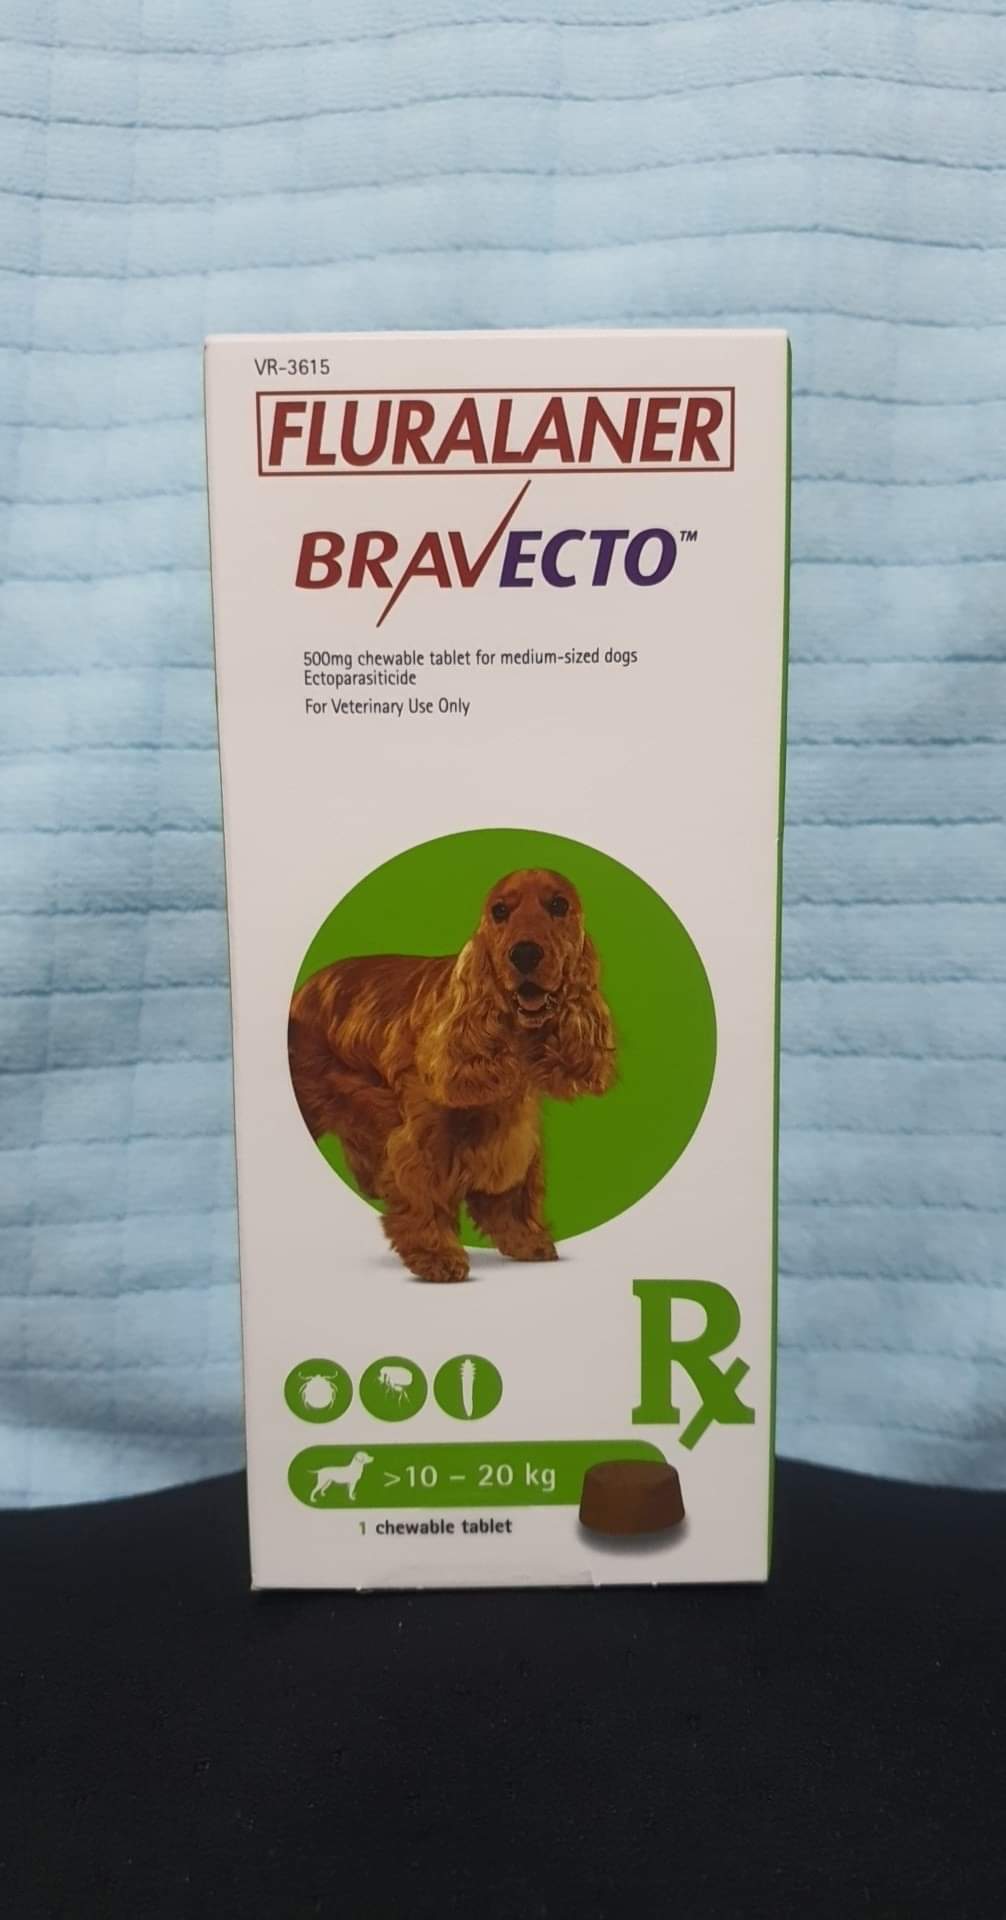 VR-3615
FLURALANER
BRAVECTO™
500mg chewable tablet for medium-sized dogs
Ectoparasiticide
For Veterinary Use Only
Rx
>10 – 20 kg
1 chewable tablet